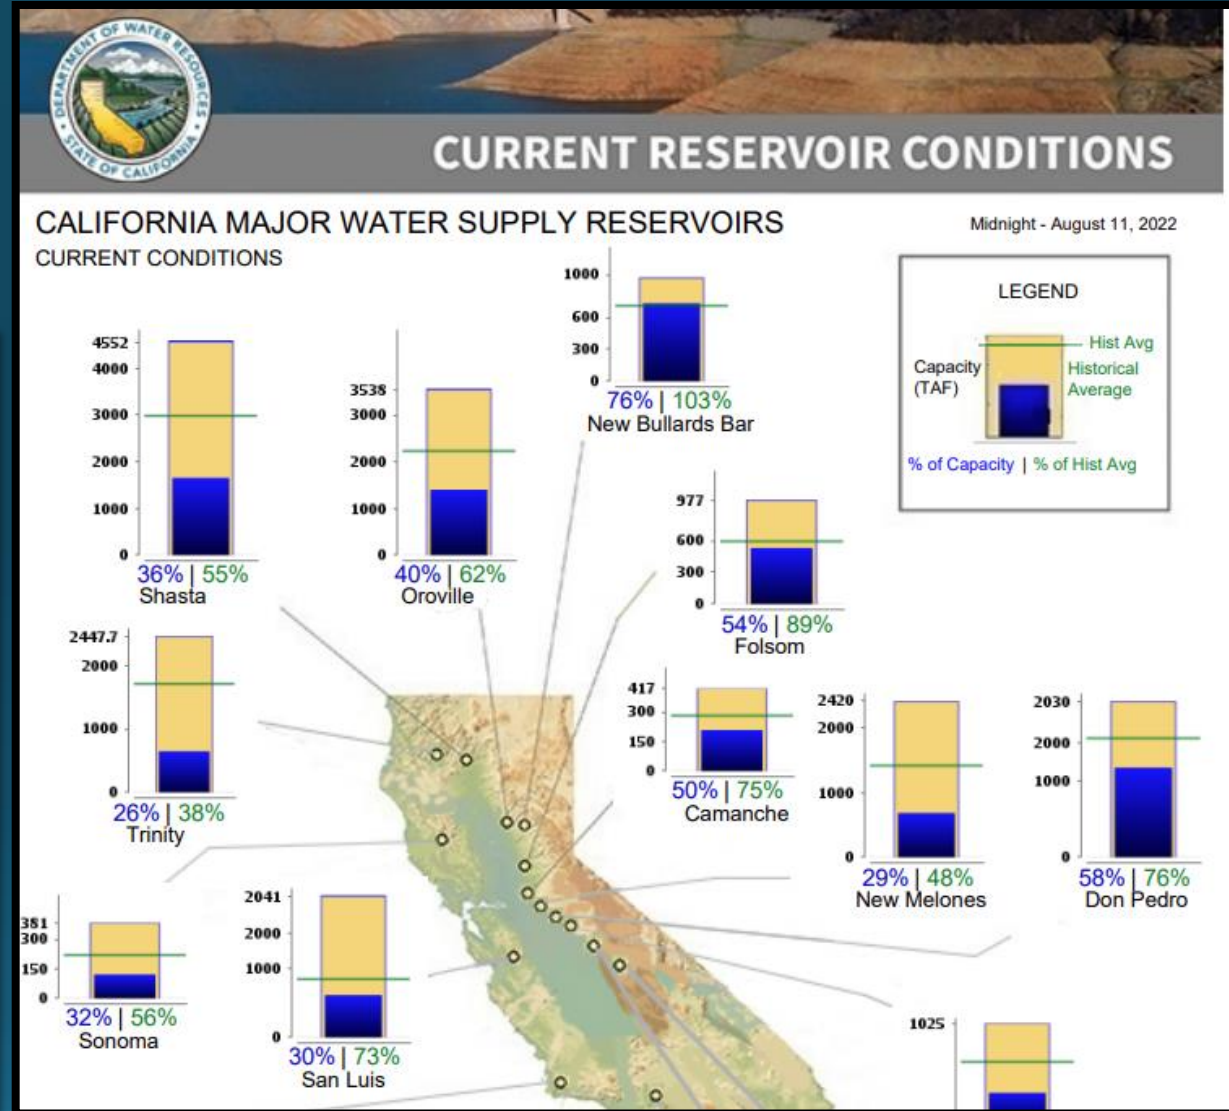 DEPARTMENT OF WATER RESOURCES
STATE OF CALIFORNIA
CURRENT RESERVOIR CONDITIONS
CALIFORNIA MAJOR WATER SUPPLY RESERVOIRS
Midnight - August 11, 2022
CURRENT CONDITIONS
1000
600
300
0
76% | 103%
New Bullards Bar
LEGEND
Hist Avg
Capacity
(TAF)
Historical
Average
% of Capacity | % of Hist Avg
4552
4000
3000
2000
1000
0
36% | 55%
Shasta
3538
3000
2000
1000
0
40% | 62%
Oroville
977
600
300
0
54% | 89%
Folsom
2447.7
2000
1000
0
26% | 38%
Trinity
417
300
150
0
50% | 75%
Camanche
2420
2000
1000
0
29% | 48%
New Melones
2030
2000
1000
0
58% | 76%
Don Pedro
381
300
150
0
32% | 56%
Sonoma
2041
2000
1000
0
30% | 73%
San Luis
1025